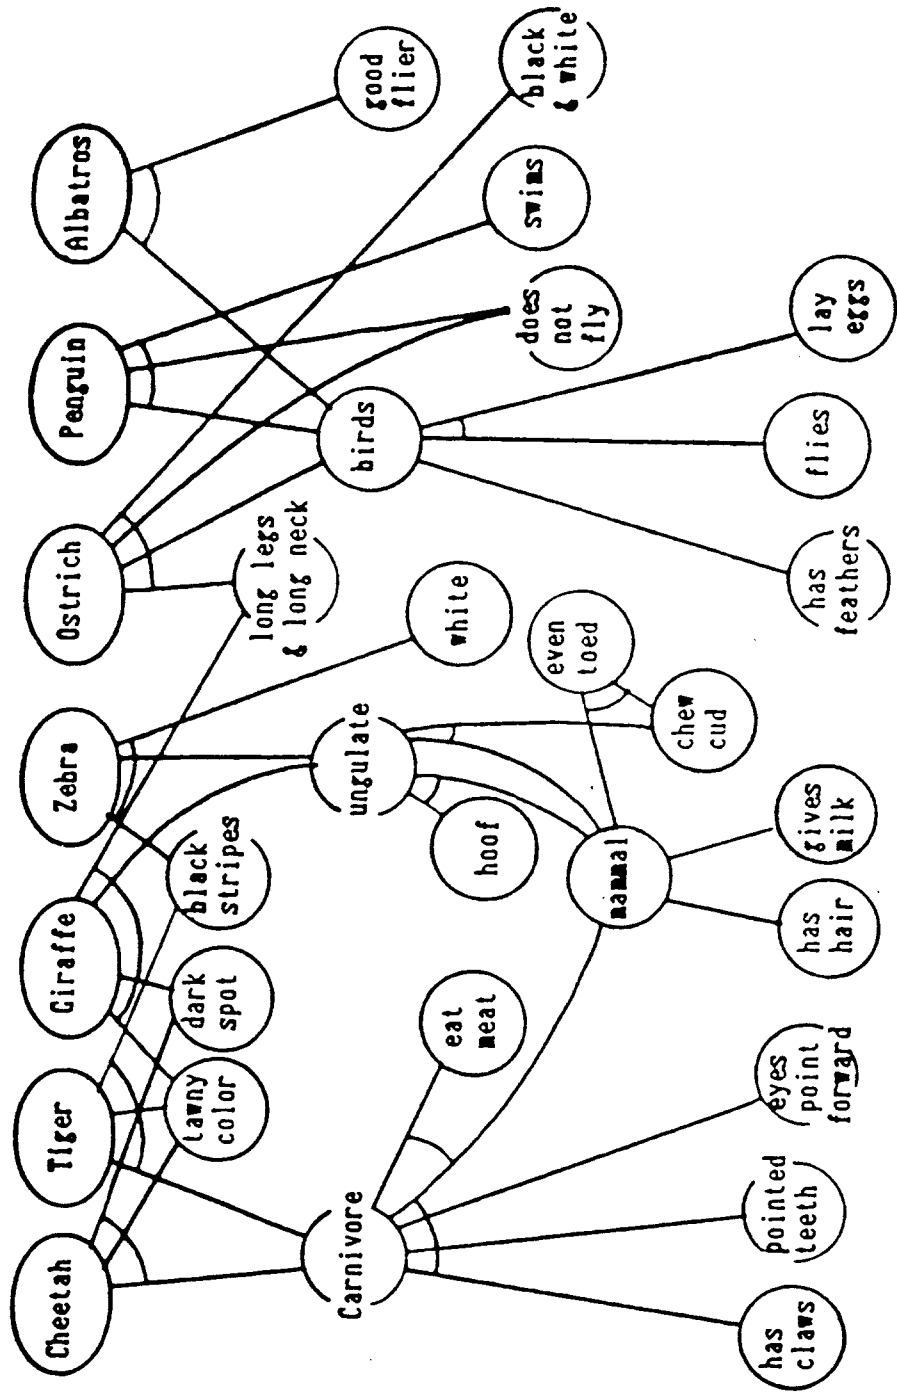 Cheetah
Tiger
Giraffe
Zebra
Ostrich
Penguin
Albatros
tawny
color
dark
spot
black
stripes
long legs
& long neck
good
flier
Carnivore
eat
meat
ungulate
hoof
white
birds
does
not
fly
swims
black
& white
mammal
even
toed
chew
cud
has
claws
pointed
teeth
eyes
point
forward
has
hair
gives
milk
has
feathers
flies
lay
eggs